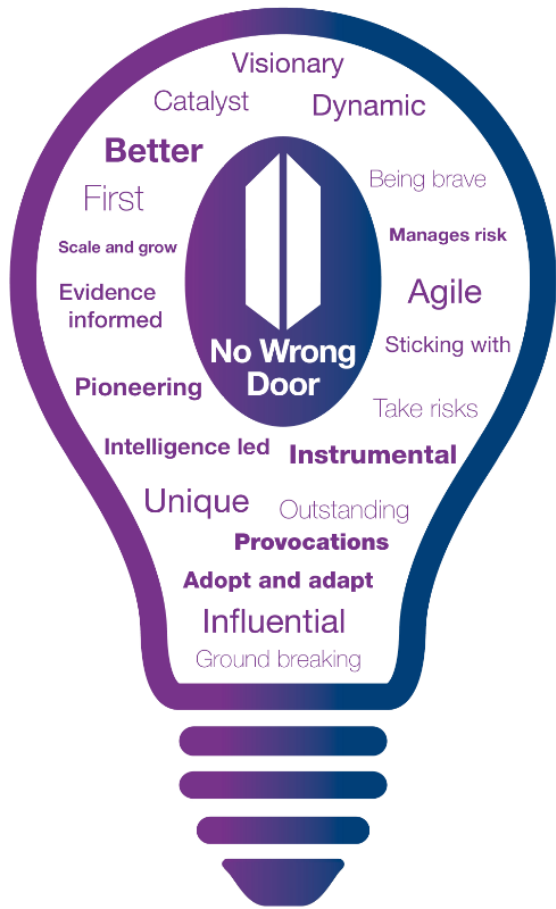 Visionary
Catalyst
Dynamic
Better
Being brave
First
Manages risk
Scale and grow
Evidence
informed
Agile
No Wrong
Door
Sticking with
Pioneering
Take risks
Intelligence led
Instrumental
Unique
Outstanding
Provocations
Adopt and adapt
Influential
Ground breaking